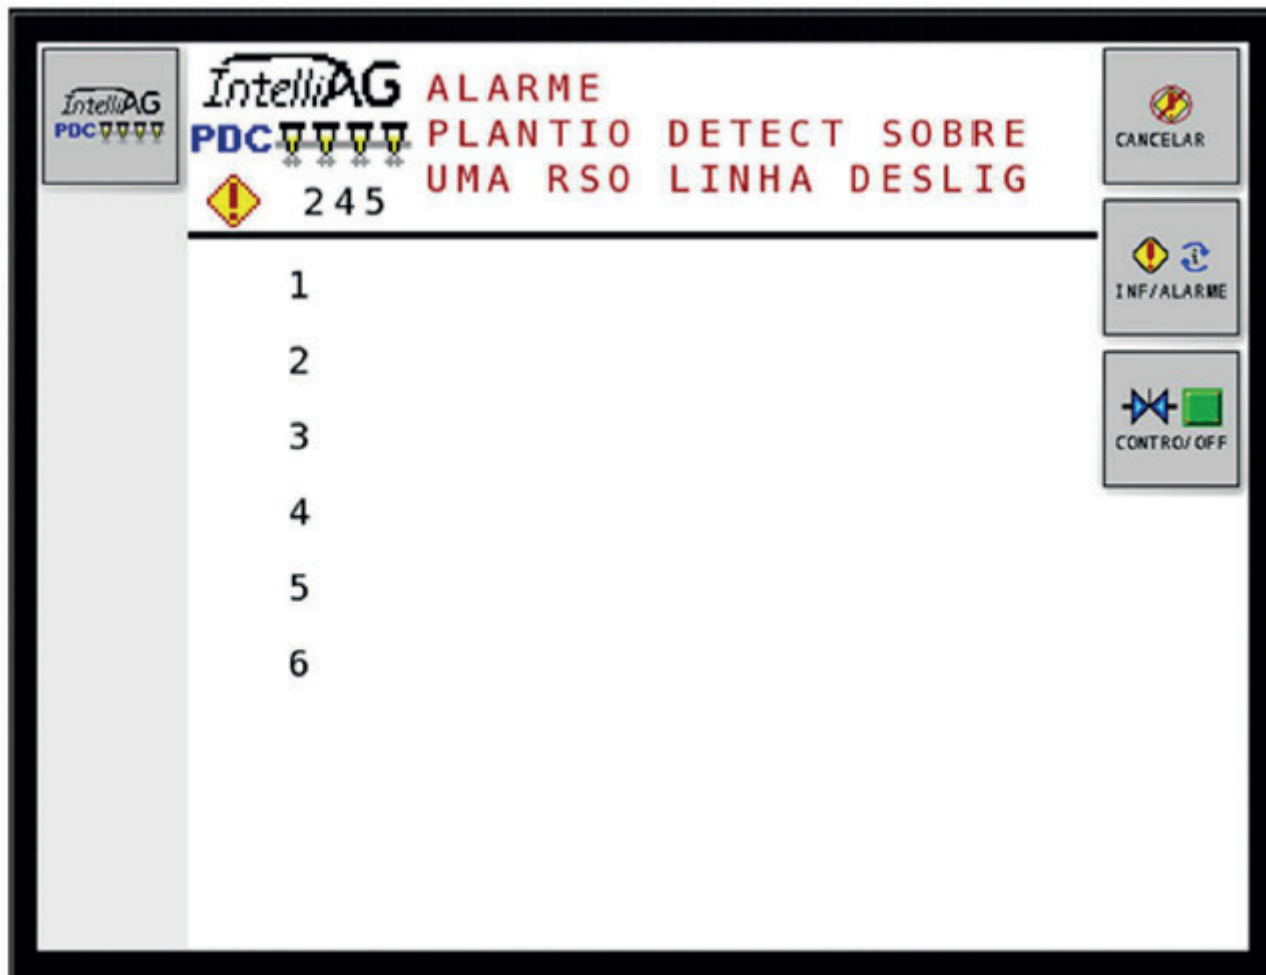 IntelliAG
PDC
IntelliAG
PDC
245
ALARME
PLANTIO DETECT SOBRE
UMA RSO LINHA DESLIG
CANCELAR
INF/ALARME
CONTRO/OFF
1
2
3
4
5
6